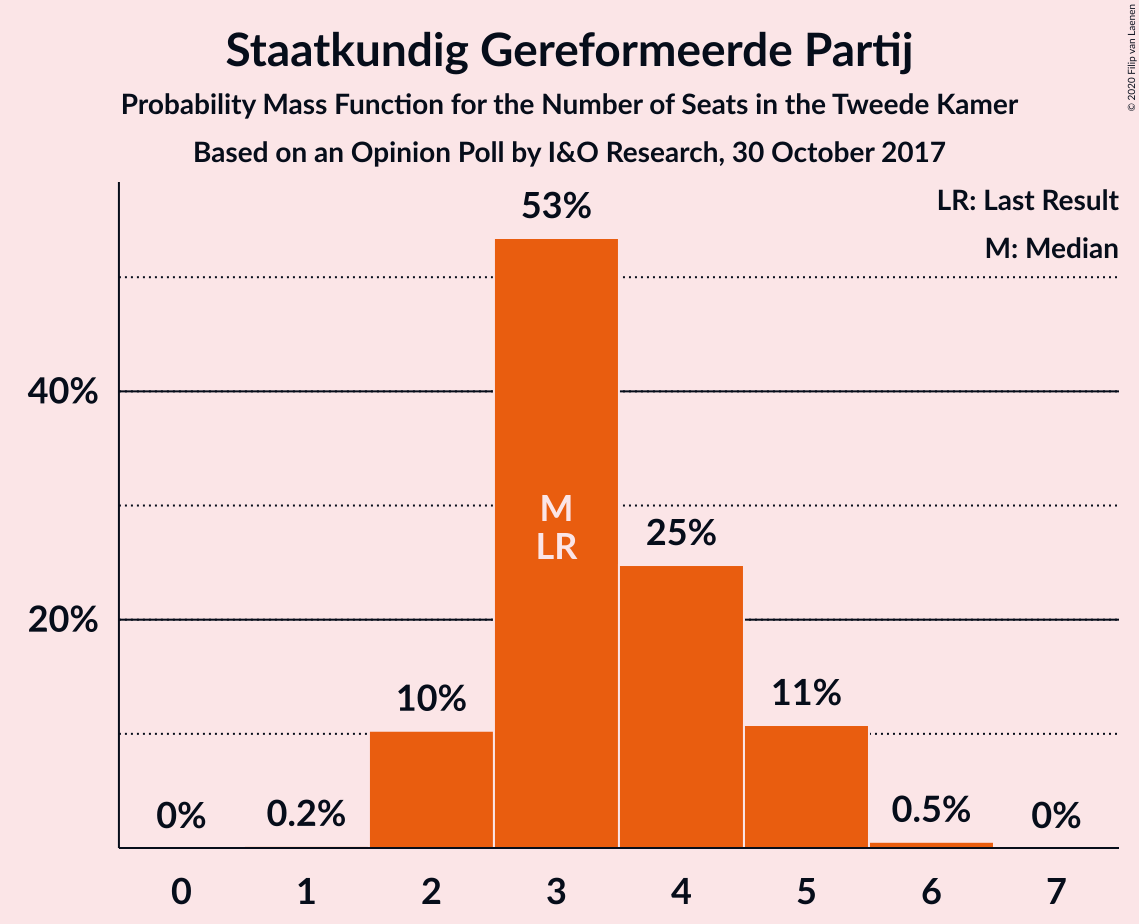 Staatkundig Gereformeerde Partij
Probability Mass Function for the Number of Seats in the Tweede Kamer
Based on an Opinion Poll by I&O Research, 30 October 2017
© 2020 Filip van Laenen
LR: Last Result
M: Median
53%
40%
M
LR
25%
20%
10%
11%
0%
0.2%
0.5%
0%
0 1 2 3 4 5 6 7